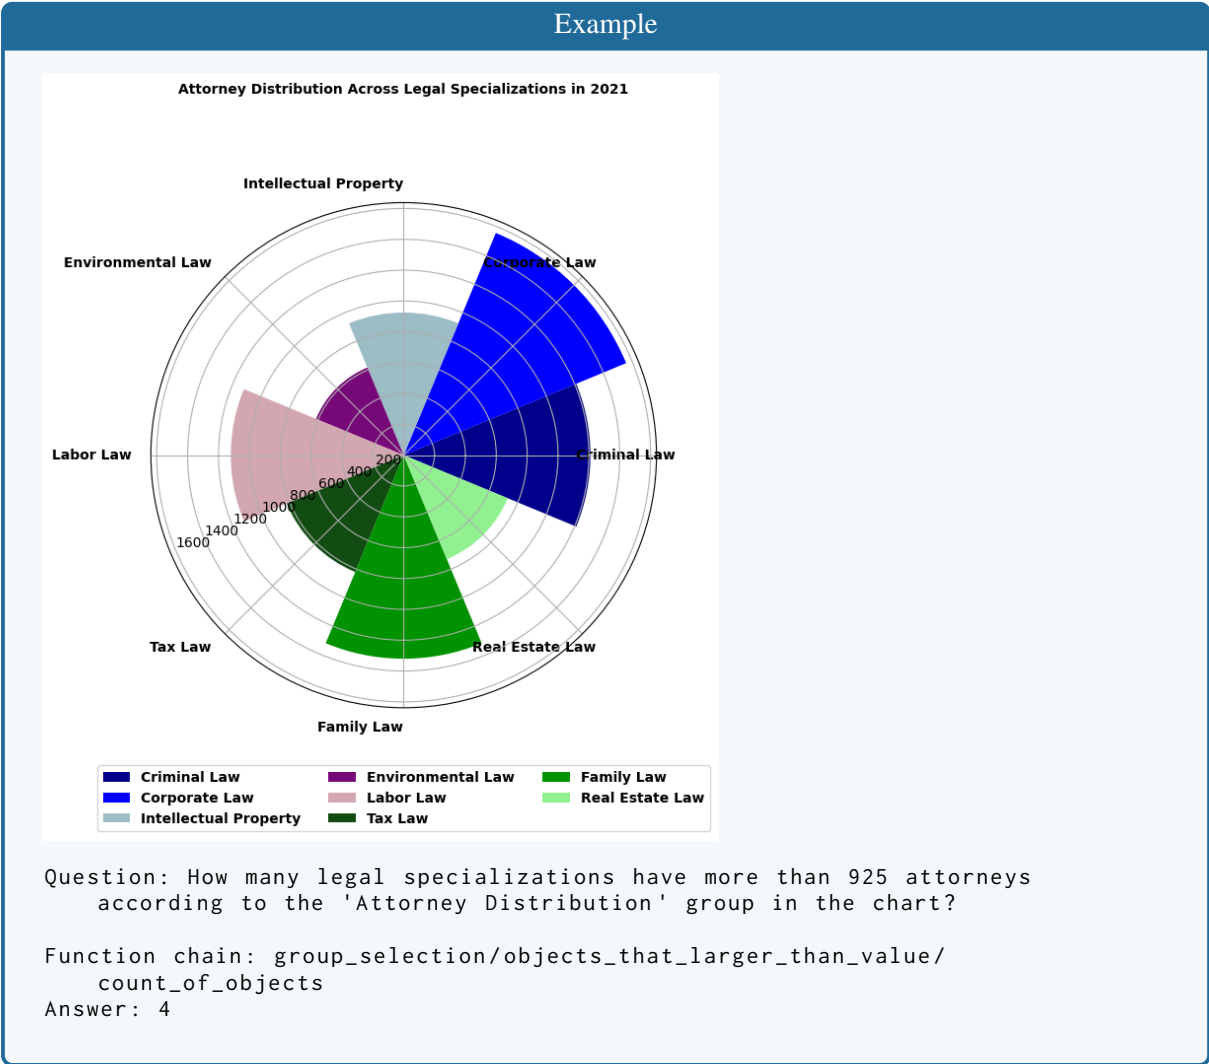 Example
Attorney Distribution Across Legal Specializations in 2021
Intellectual Property
Environmental Law
Corporate Law
Labor Law
Criminal Law
200
400
600
800
1000
1200
1400
1600
Tax Law
Real Estate Law
Family Law
Criminal Law
Corporate Law
Intellectual Property
Environmental Law
Labor Law
Tax Law
Family Law
Real Estate Law
Question: How many legal specializations have more than 925 attorneys
according to the 'Attorney Distribution' group in the chart?
Function chain: group_selection/objects_that_larger_than_value/
count_of_objects
Answer: 4